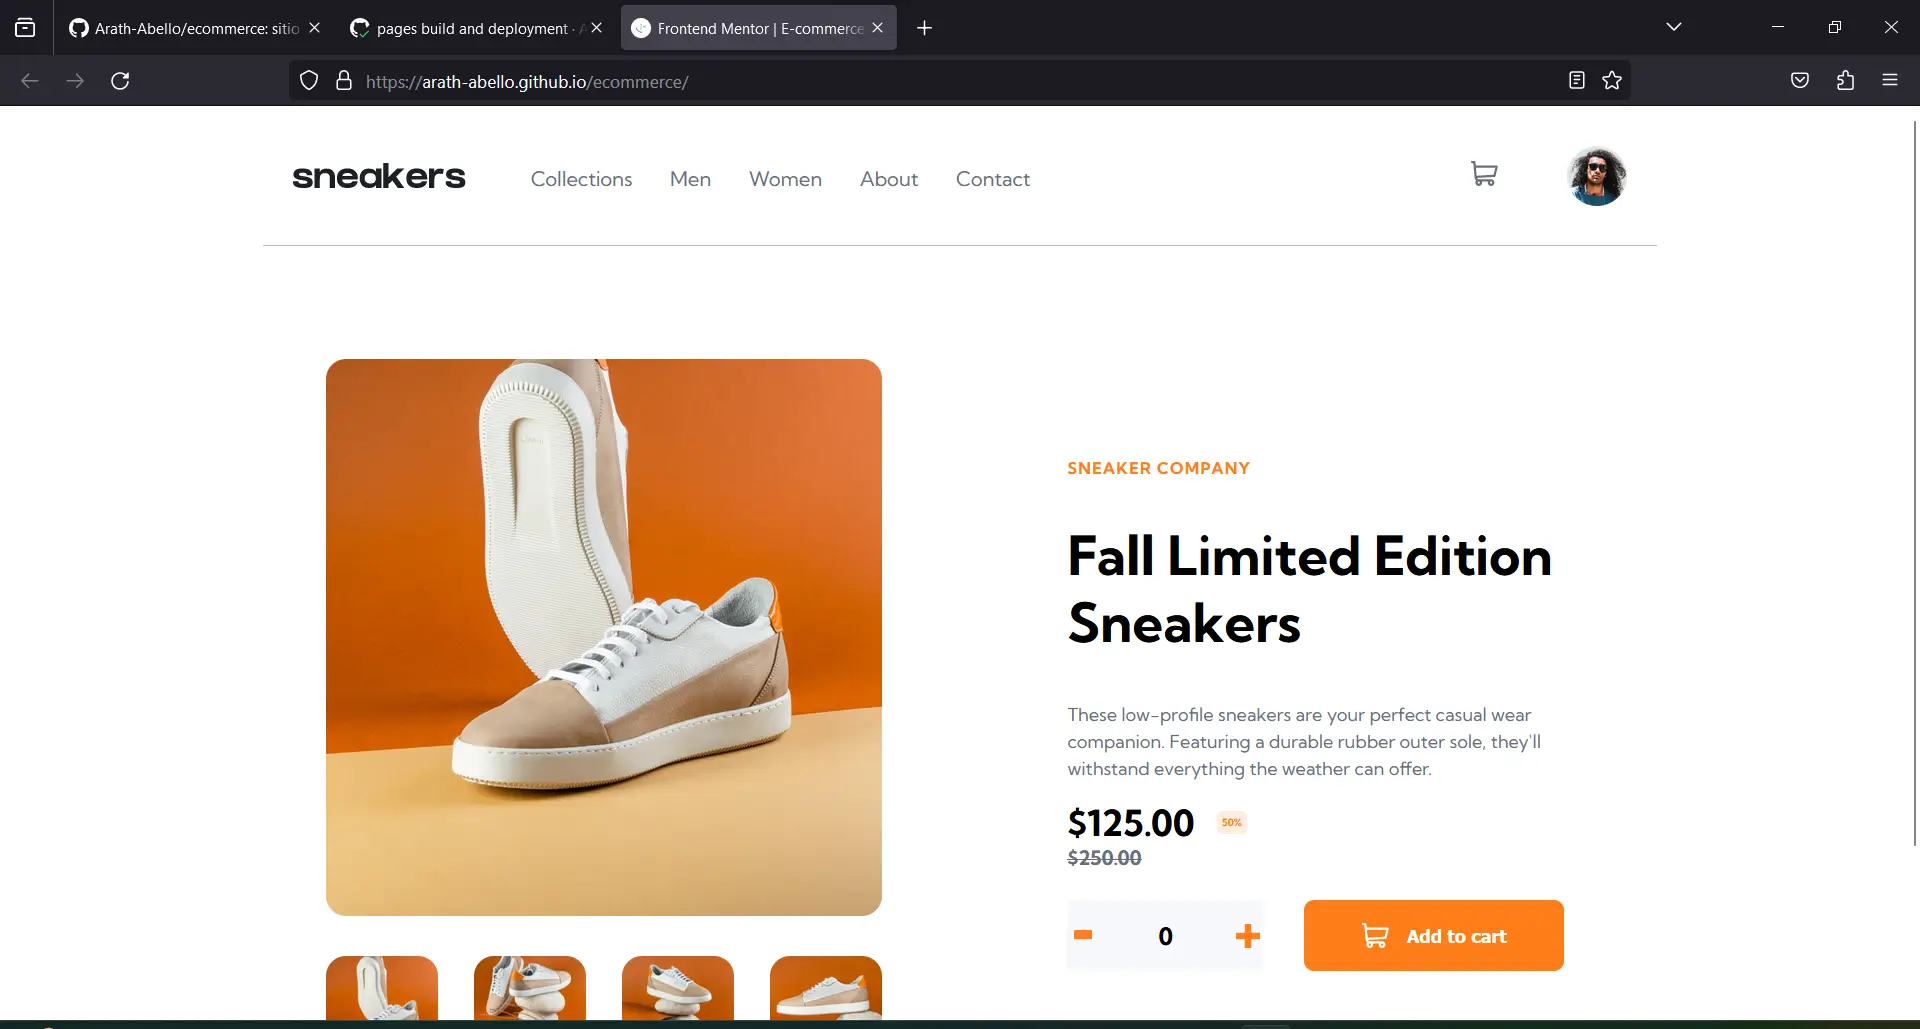 Arath-Abello/ecommerce: sitio
pages build and deployment ·
Frontend Mentor | E-commerce
https://arath-abello.github.io/ecommerce/
sneakers
Collections
Men
Women
About
Contact
SNEAKER COMPANY
Fall Limited Edition
Sneakers
These low-profile sneakers are your perfect casual wear
companion. Featuring a durable rubber outer sole, they'll
withstand everything the weather can offer.
$125.00
50%
$250.00
0
Add to cart